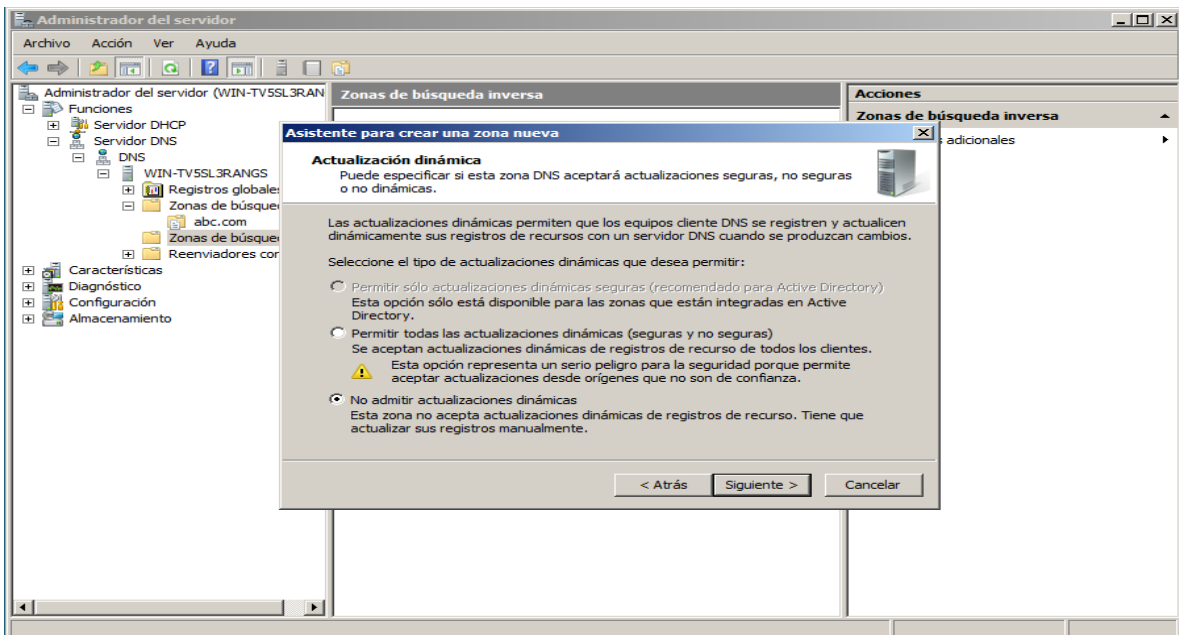 Administrador del servidor
Archivo Acción Ver Ayuda
Administrador del servidor (WIN-TV5SL3RAN
Funciones
Servidor DHCP
Servidor DNS
DNS
WIN-TV5SL3RANGS
Registros globales
Zonas de búsque
abc.com
Zonas de búsque
Reenviadores cor
Características
Diagnóstico
Configuración
Almacenamiento
Zonas de búsqueda inversa
Asistente para crear una zona nueva
Actualización dinámica
Puede especificar si esta zona DNS aceptará actualizaciones seguras, no seguras
o no dinámicas.
Las actualizaciones dinámicas permiten que los equipos cliente DNS se registren y actualicen
dinámicamente sus registros de recursos con un servidor DNS cuando se produzcan cambios.
Seleccione el tipo de actualizaciones dinámicas que desea permitir:
Permitir sólo actualizaciones dinámicas seguras (recomendado para Active Directory)
Esta opción sólo está disponible para las zonas que están integradas en Active
Directory.
Permitir todas las actualizaciones dinámicas (seguras y no seguras)
Se aceptan actualizaciones dinámicas de registros de recurso de todos los clientes.
Esta opción representa un serio peligro para la seguridad porque permite
aceptar actualizaciones desde orígenes que no son de confianza.
No admitir actualizaciones dinámicas
Esta zona no acepta actualizaciones dinámicas de registros de recurso. Tiene que
actualizar sus registros manualmente.
< Atrás Siguiente > Cancelar
Acciones
Zonas de búsqueda inversa
s adicionales